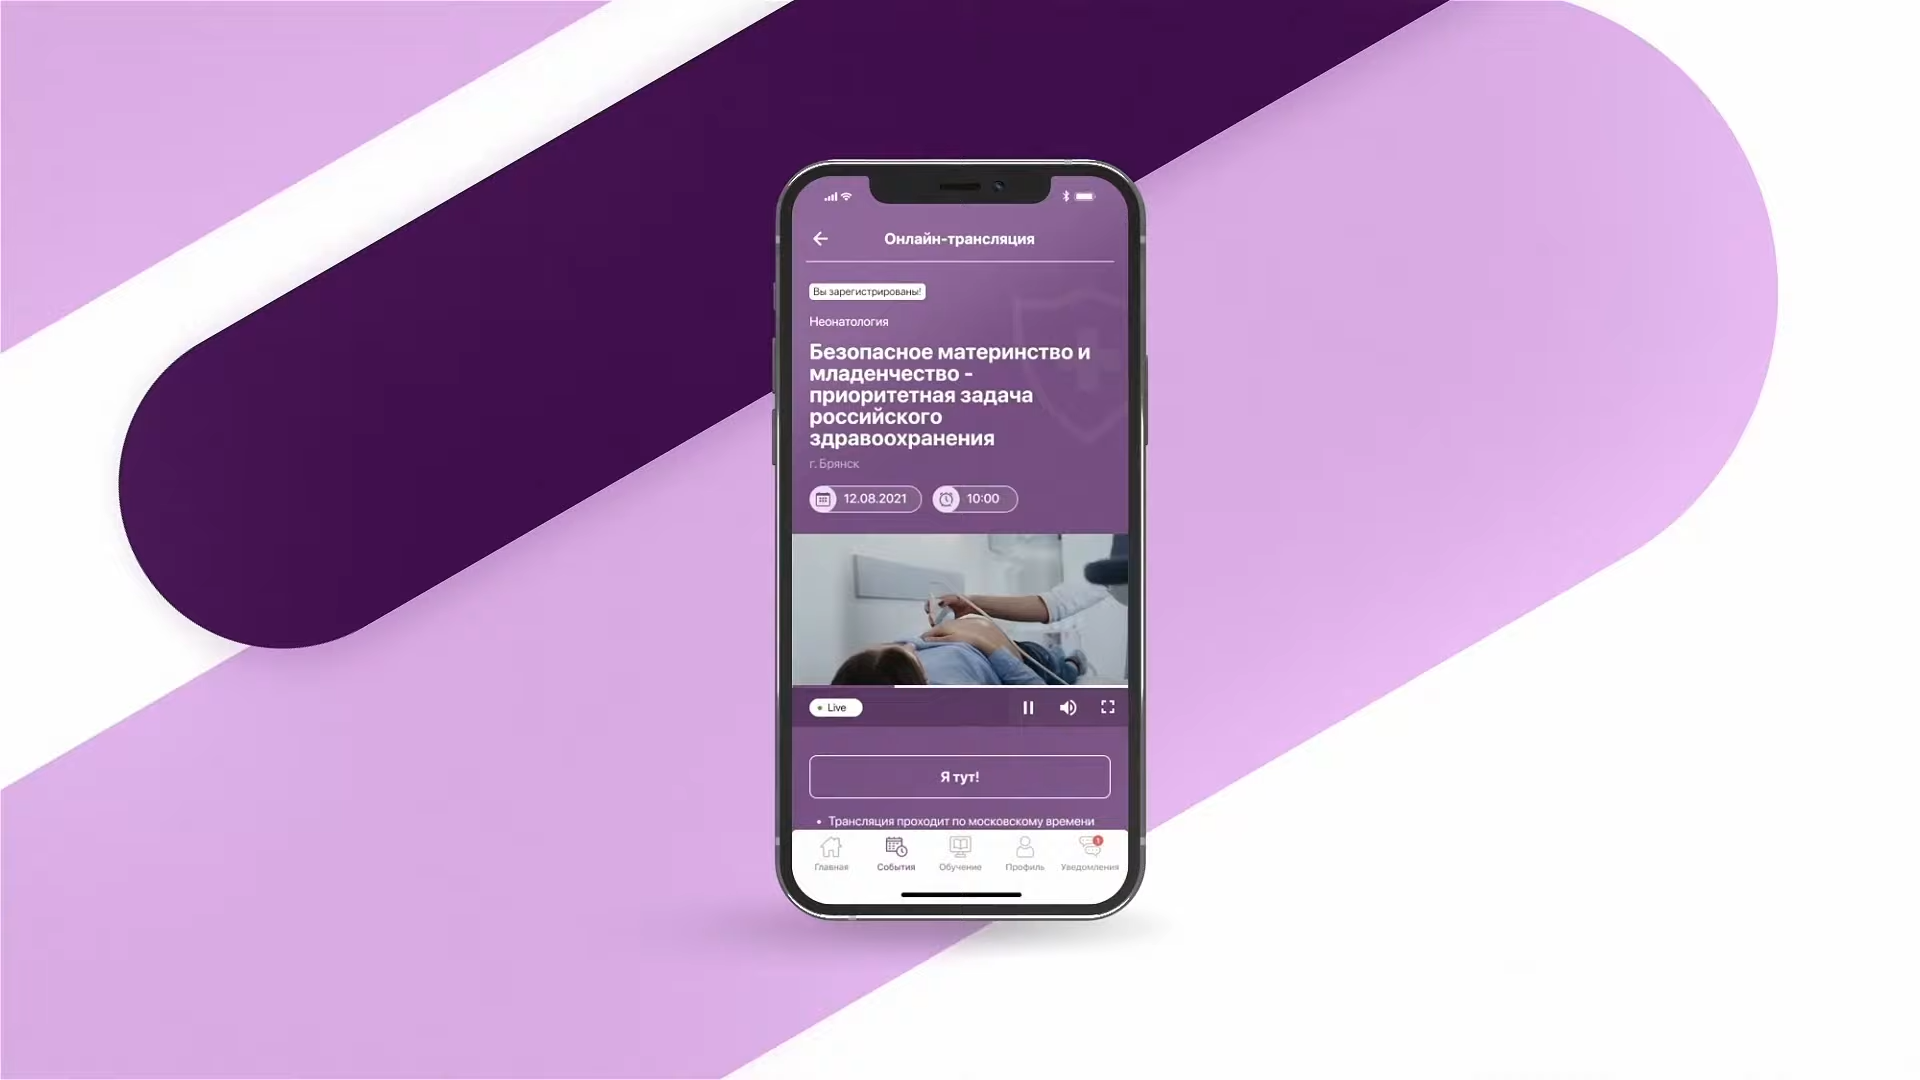 Онлайн-трансляция
Вы зарегистрированы!
Неонатология
Безопасное материнство и
младенчество -
приоритетная задача
российского
здравоохранения
г. Брянск
12.08.2021 10:00
Live
Я тут!
• Трансляция проходит по московскому времени
Главная События Обучение Профиль Уведомления
1